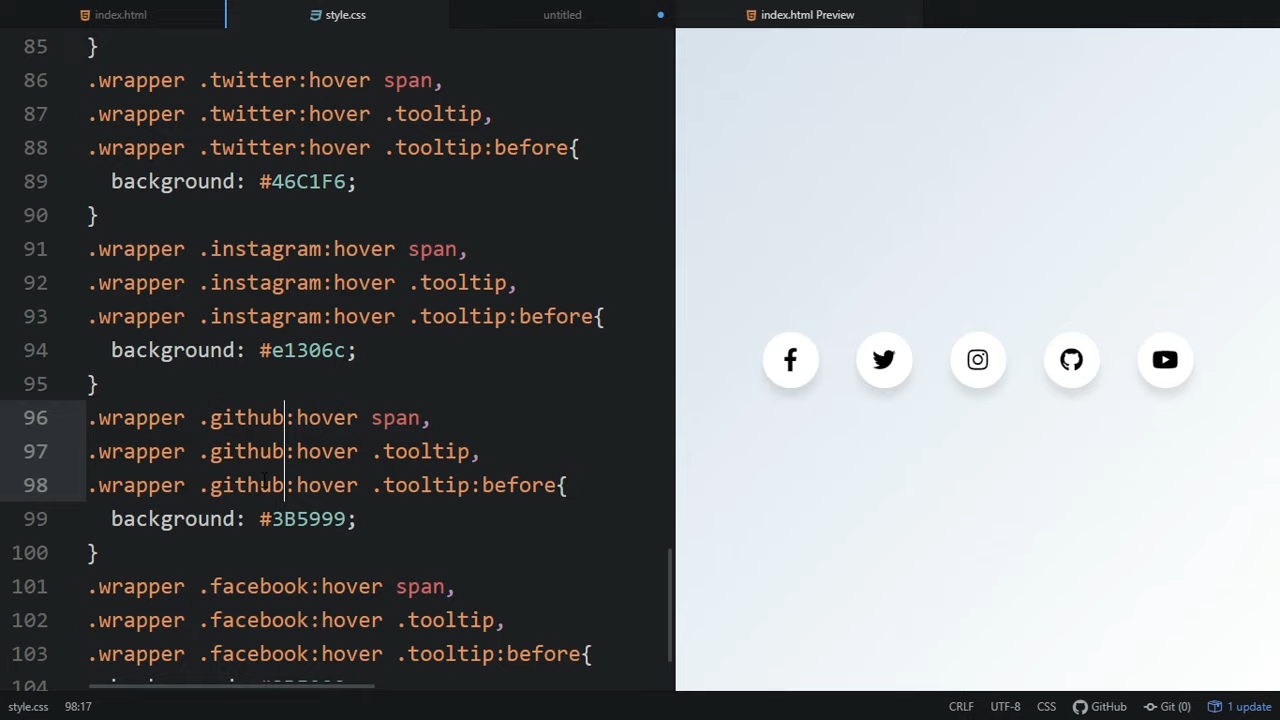 index.html
style.css
untitled
index.html Preview
85 }
86 .wrapper .twitter:hover span,
87 .wrapper .twitter:hover .tooltip,
88 .wrapper .twitter:hover .tooltip:before{
89 background: #46C1F6;
90 }
91 .wrapper .instagram:hover span,
92 .wrapper .instagram:hover .tooltip,
93 .wrapper .instagram:hover .tooltip:before{
94 background: #e1306c;
95 }
96 .wrapper .github:hover span,
97 .wrapper .github:hover .tooltip,
98 .wrapper .github:hover .tooltip:before{
99 background: #3B5999;
100 }
101 .wrapper .facebook:hover span,
102 .wrapper .facebook:hover .tooltip,
103 .wrapper .facebook:hover .tooltip:before{
104
style.css 98:17 CRLF UTF-8 CSS GitHub Git (0) 1 update